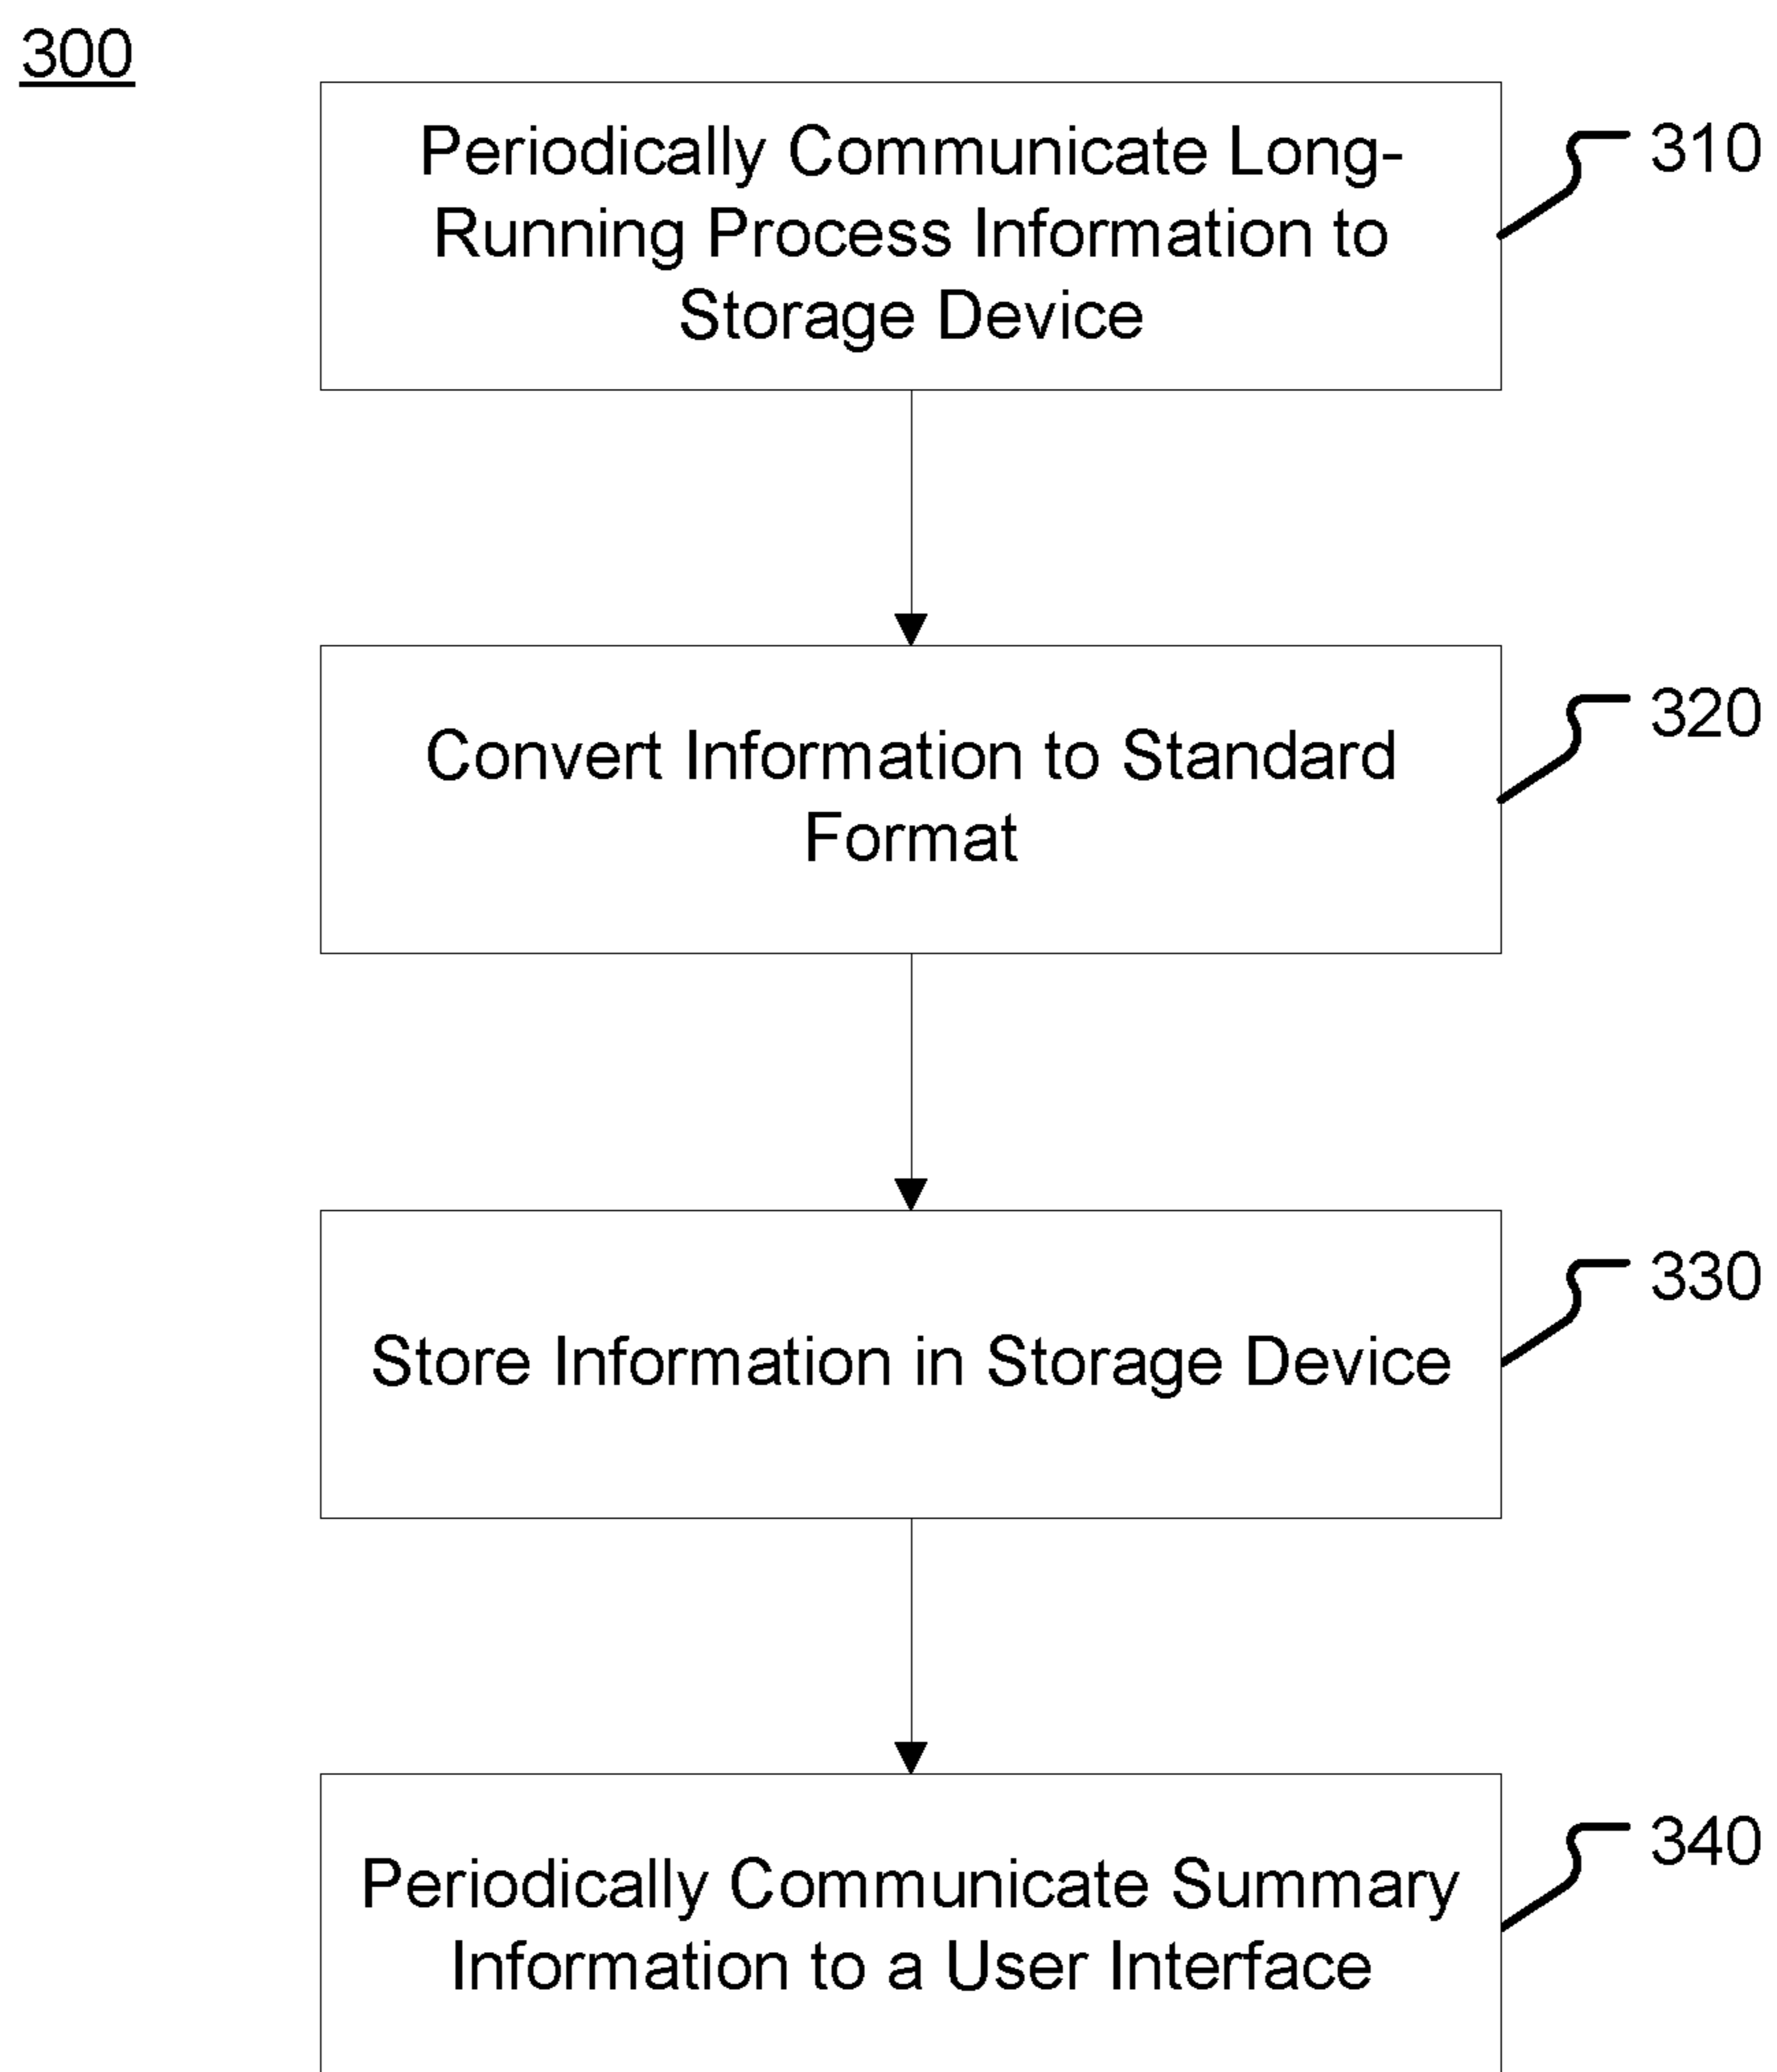 300
Periodically Communicate Long-
Running Process Information to
Storage Device
310
Convert Information to Standard
Format
320
Store Information in Storage Device
330
Periodically Communicate Summary
Information to a User Interface
340